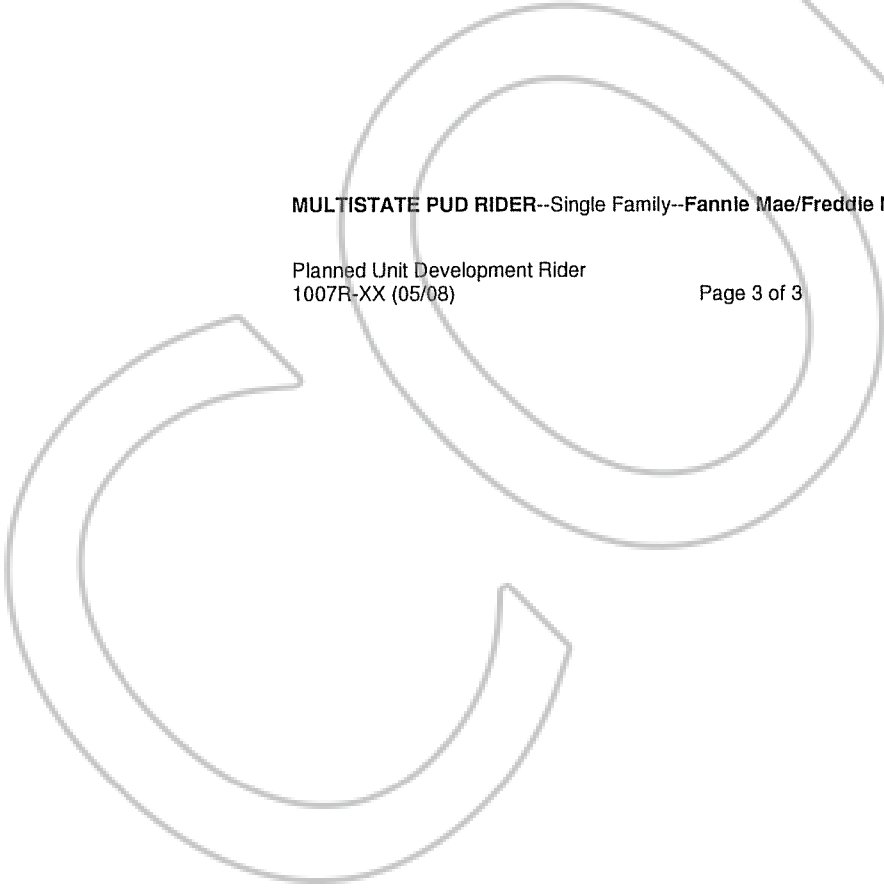 MULTISTATE PUD RIDER--Single Family--Fannie Mae/Freddie
Planned Unit Development Rider
1007R-XX (05/08) Page 3 of 3
CO